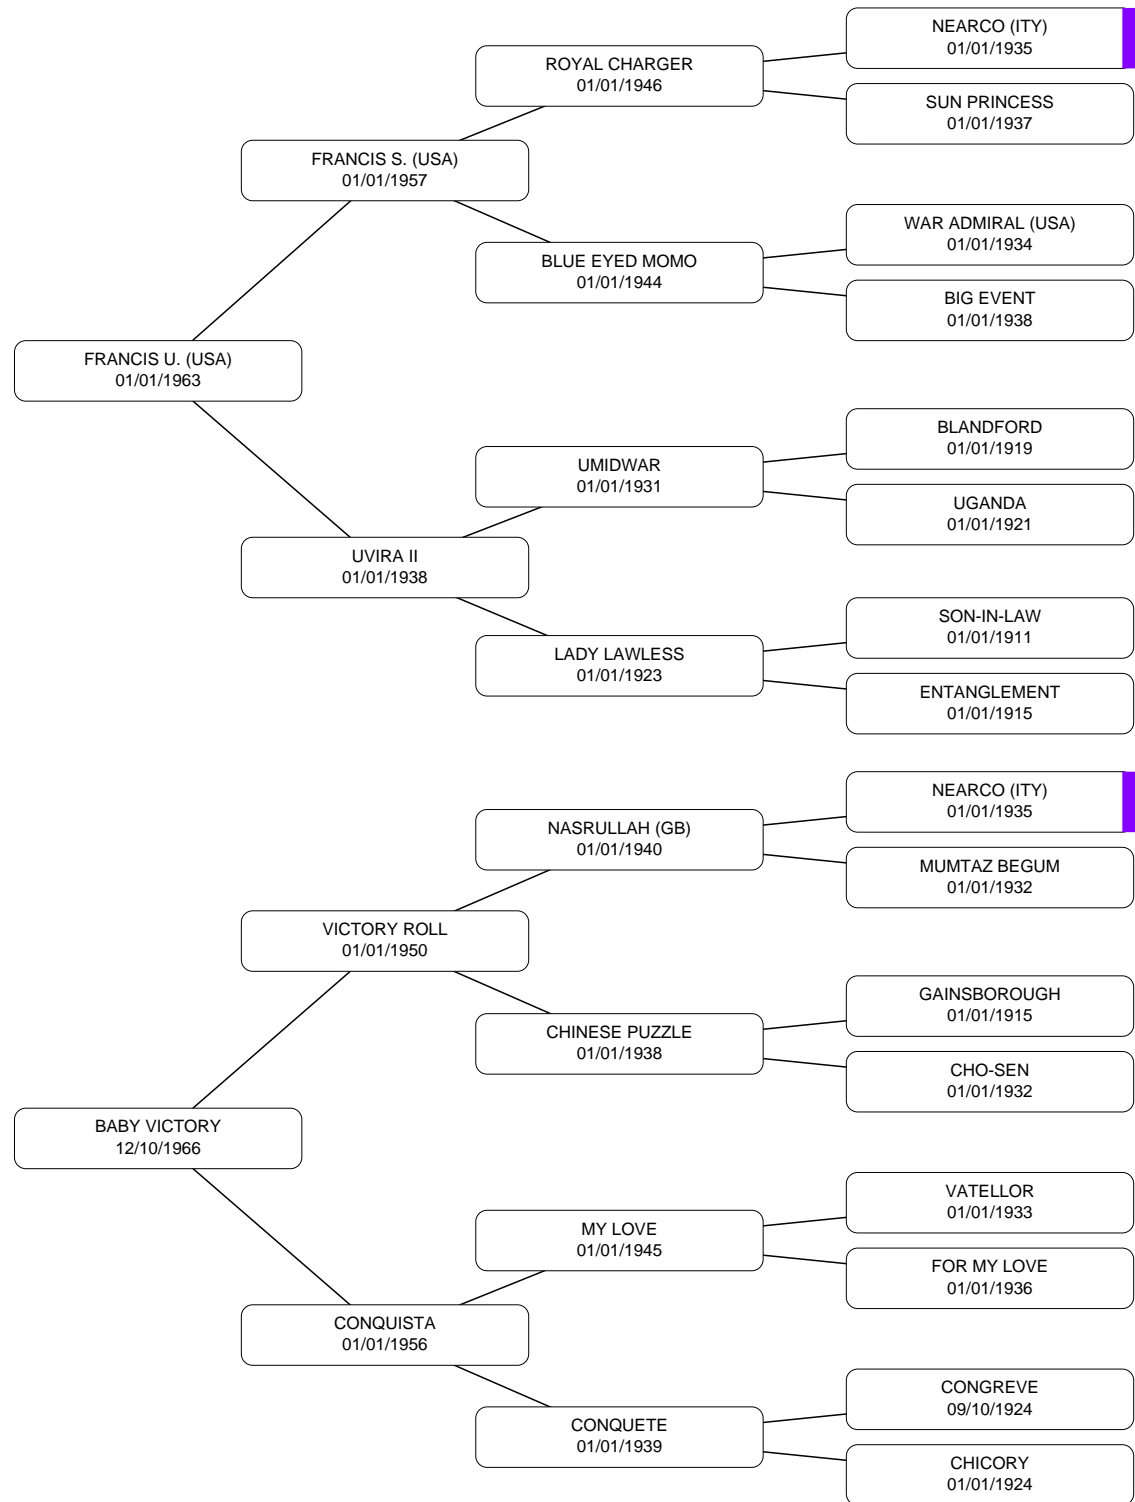 NEARCO (ITY)
01/01/1935
ROYAL CHARGER
01/01/1946
SUN PRINCESS
01/01/1937
FRANCIS S. (USA)
01/01/1957
WAR ADMIRAL (USA)
01/01/1934
BLUE EYED MOMO
01/01/1944
BIG EVENT
01/01/1938
FRANCIS U. (USA)
01/01/1963
BLANDFORD
01/01/1919
UMIDWAR
01/01/1931
UGANDA
01/01/1921
UVIRA II
01/01/1938
SON-IN-LAW
01/01/1911
LADY LAWLESS
01/01/1923
ENTANGLEMENT
01/01/1915
NEARCO (ITY)
01/01/1935
NASRULLAH (GB)
01/01/1940
MUMTAZ BEGUM
01/01/1932
VICTORY ROLL
01/01/1950
GAINSBOROUGH
01/01/1915
CHINESE PUZZLE
01/01/1938
CHO-SEN
01/01/1932
BABY VICTORY
12/10/1966
VATELLOR
01/01/1933
MY LOVE
01/01/1945
FOR MY LOVE
01/01/1936
CONQUISTA
01/01/1956
CONGREVE
09/10/1924
CONQUETE
01/01/1939
CHICORY
01/01/1924